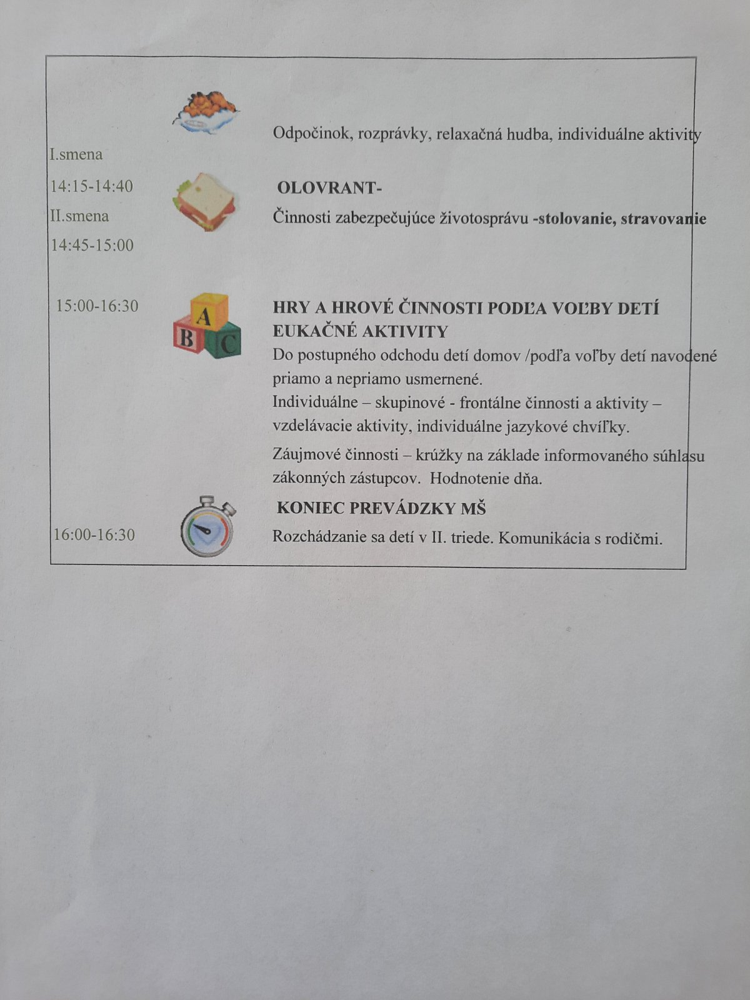 Odpočinok, rozprávky, relaxačná hudba, individuálne aktivity
I.smena
14:15-14:40 OLOVRANT-
II.smena Činnosti zabezpečujúce životosprávu -stolovanie, stravovanie
14:45-15:00
15:00-16:30 HRY A HROVÉ ČINNOSTI PODĽA VOĽBY DETÍ
EUKAČNÉ AKTIVITY
Do postupného odchodu detí domov /podľa voľby detí navodené
priamo a nepriamo usmernené.
Individuálne – skupinové - frontálne činnosti a aktivity –
vzdelávacie aktivity, individuálne jazykové chvíľky.
Záujmové činnosti – krúžky na základe informovaného súhlasu
zákonných zástupcov. Hodnotenie dňa.
KONIEC PREVÁDZKY MŠ
16:00-16:30 Rozchádzanie sa detí v II. triede. Komunikácia s rodičmi.
A
B C